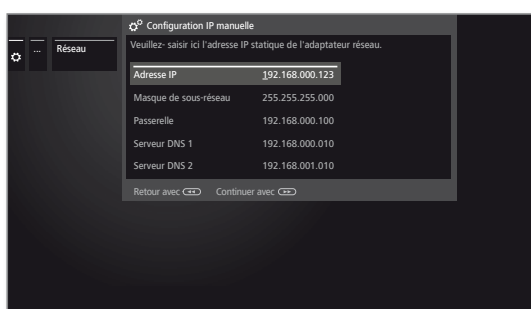 Configuration IP manuelle
... Réseau
Veuillez- saisir ici l'adresse IP statique de l'adaptateur réseau.
Adresse IP 192.168.000.123
Masque de sous-réseau 255.255.255.000
Passerelle 192.168.000.100
Serveur DNS 1 192.168.000.010
Serveur DNS 2 192.168.001.010
Retour avec Continuer avec